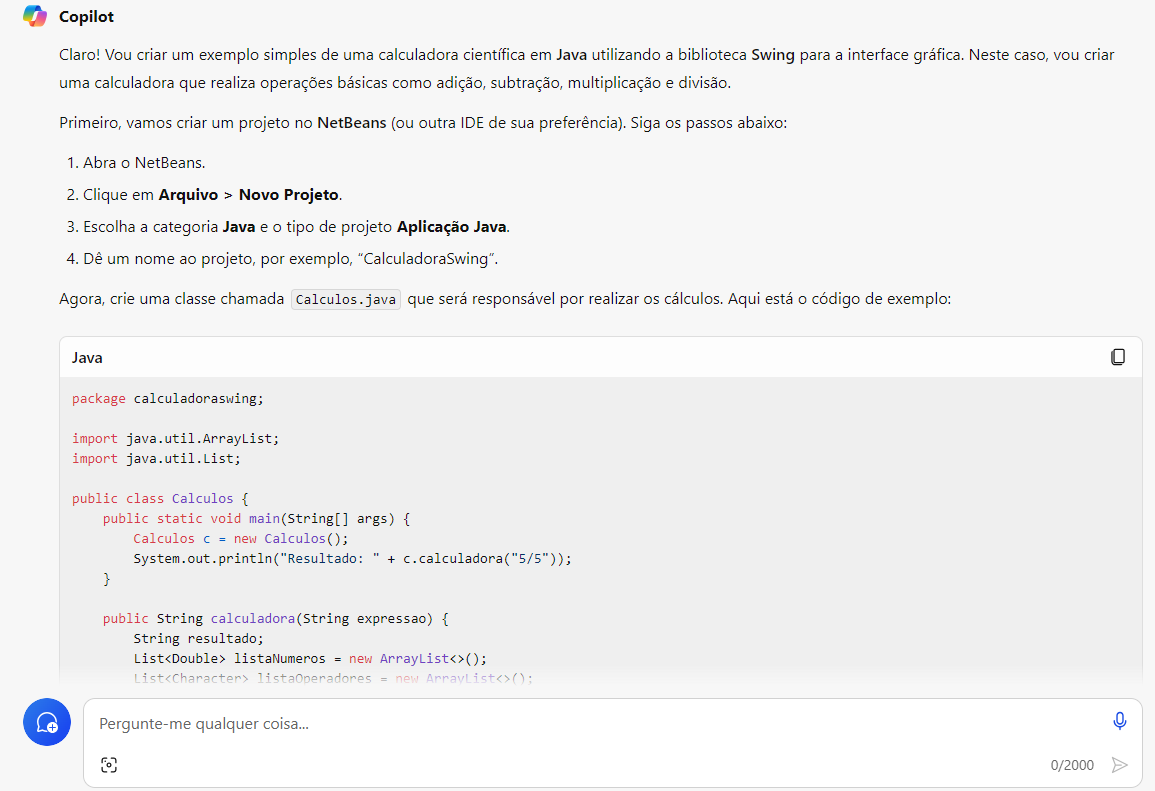 Copilot
Claro! Vou criar um exemplo simples de uma calculadora científica em Java utilizando a biblioteca Swing para a interface gráfica. Neste caso, vou criar
uma calculadora que realiza operações básicas como adição, subtração, multiplicação e divisão.
Primeiro, vamos criar um projeto no NetBeans (ou outra IDE de sua preferência). Siga os passos abaixo:
1. Abra o NetBeans.
2. Clique em Arquivo > Novo Projeto.
3. Escolha a categoria Java e o tipo de projeto Aplicação Java.
4. Dê um nome ao projeto, por exemplo, “CalculadoraSwing”.
Agora, crie uma classe chamada Calculos.java que será responsável por realizar os cálculos. Aqui está o código de exemplo:
Java
package calculadoraswing;
import java.util.ArrayList;
import java.util.List;
public class Calculos {
    public static void main(String[] args) {
        Calculos c = new Calculos();
        System.out.println("Resultado: " + c.calculadora("5/5"));
    }
    public String calculadora(String expressao) {
        String resultado;
        List<Double> listaNumeros = new ArrayList<>();
        List<Character> listaOperadores = new ArrayList<>();
Pergunte-me qualquer coisa...
0/2000